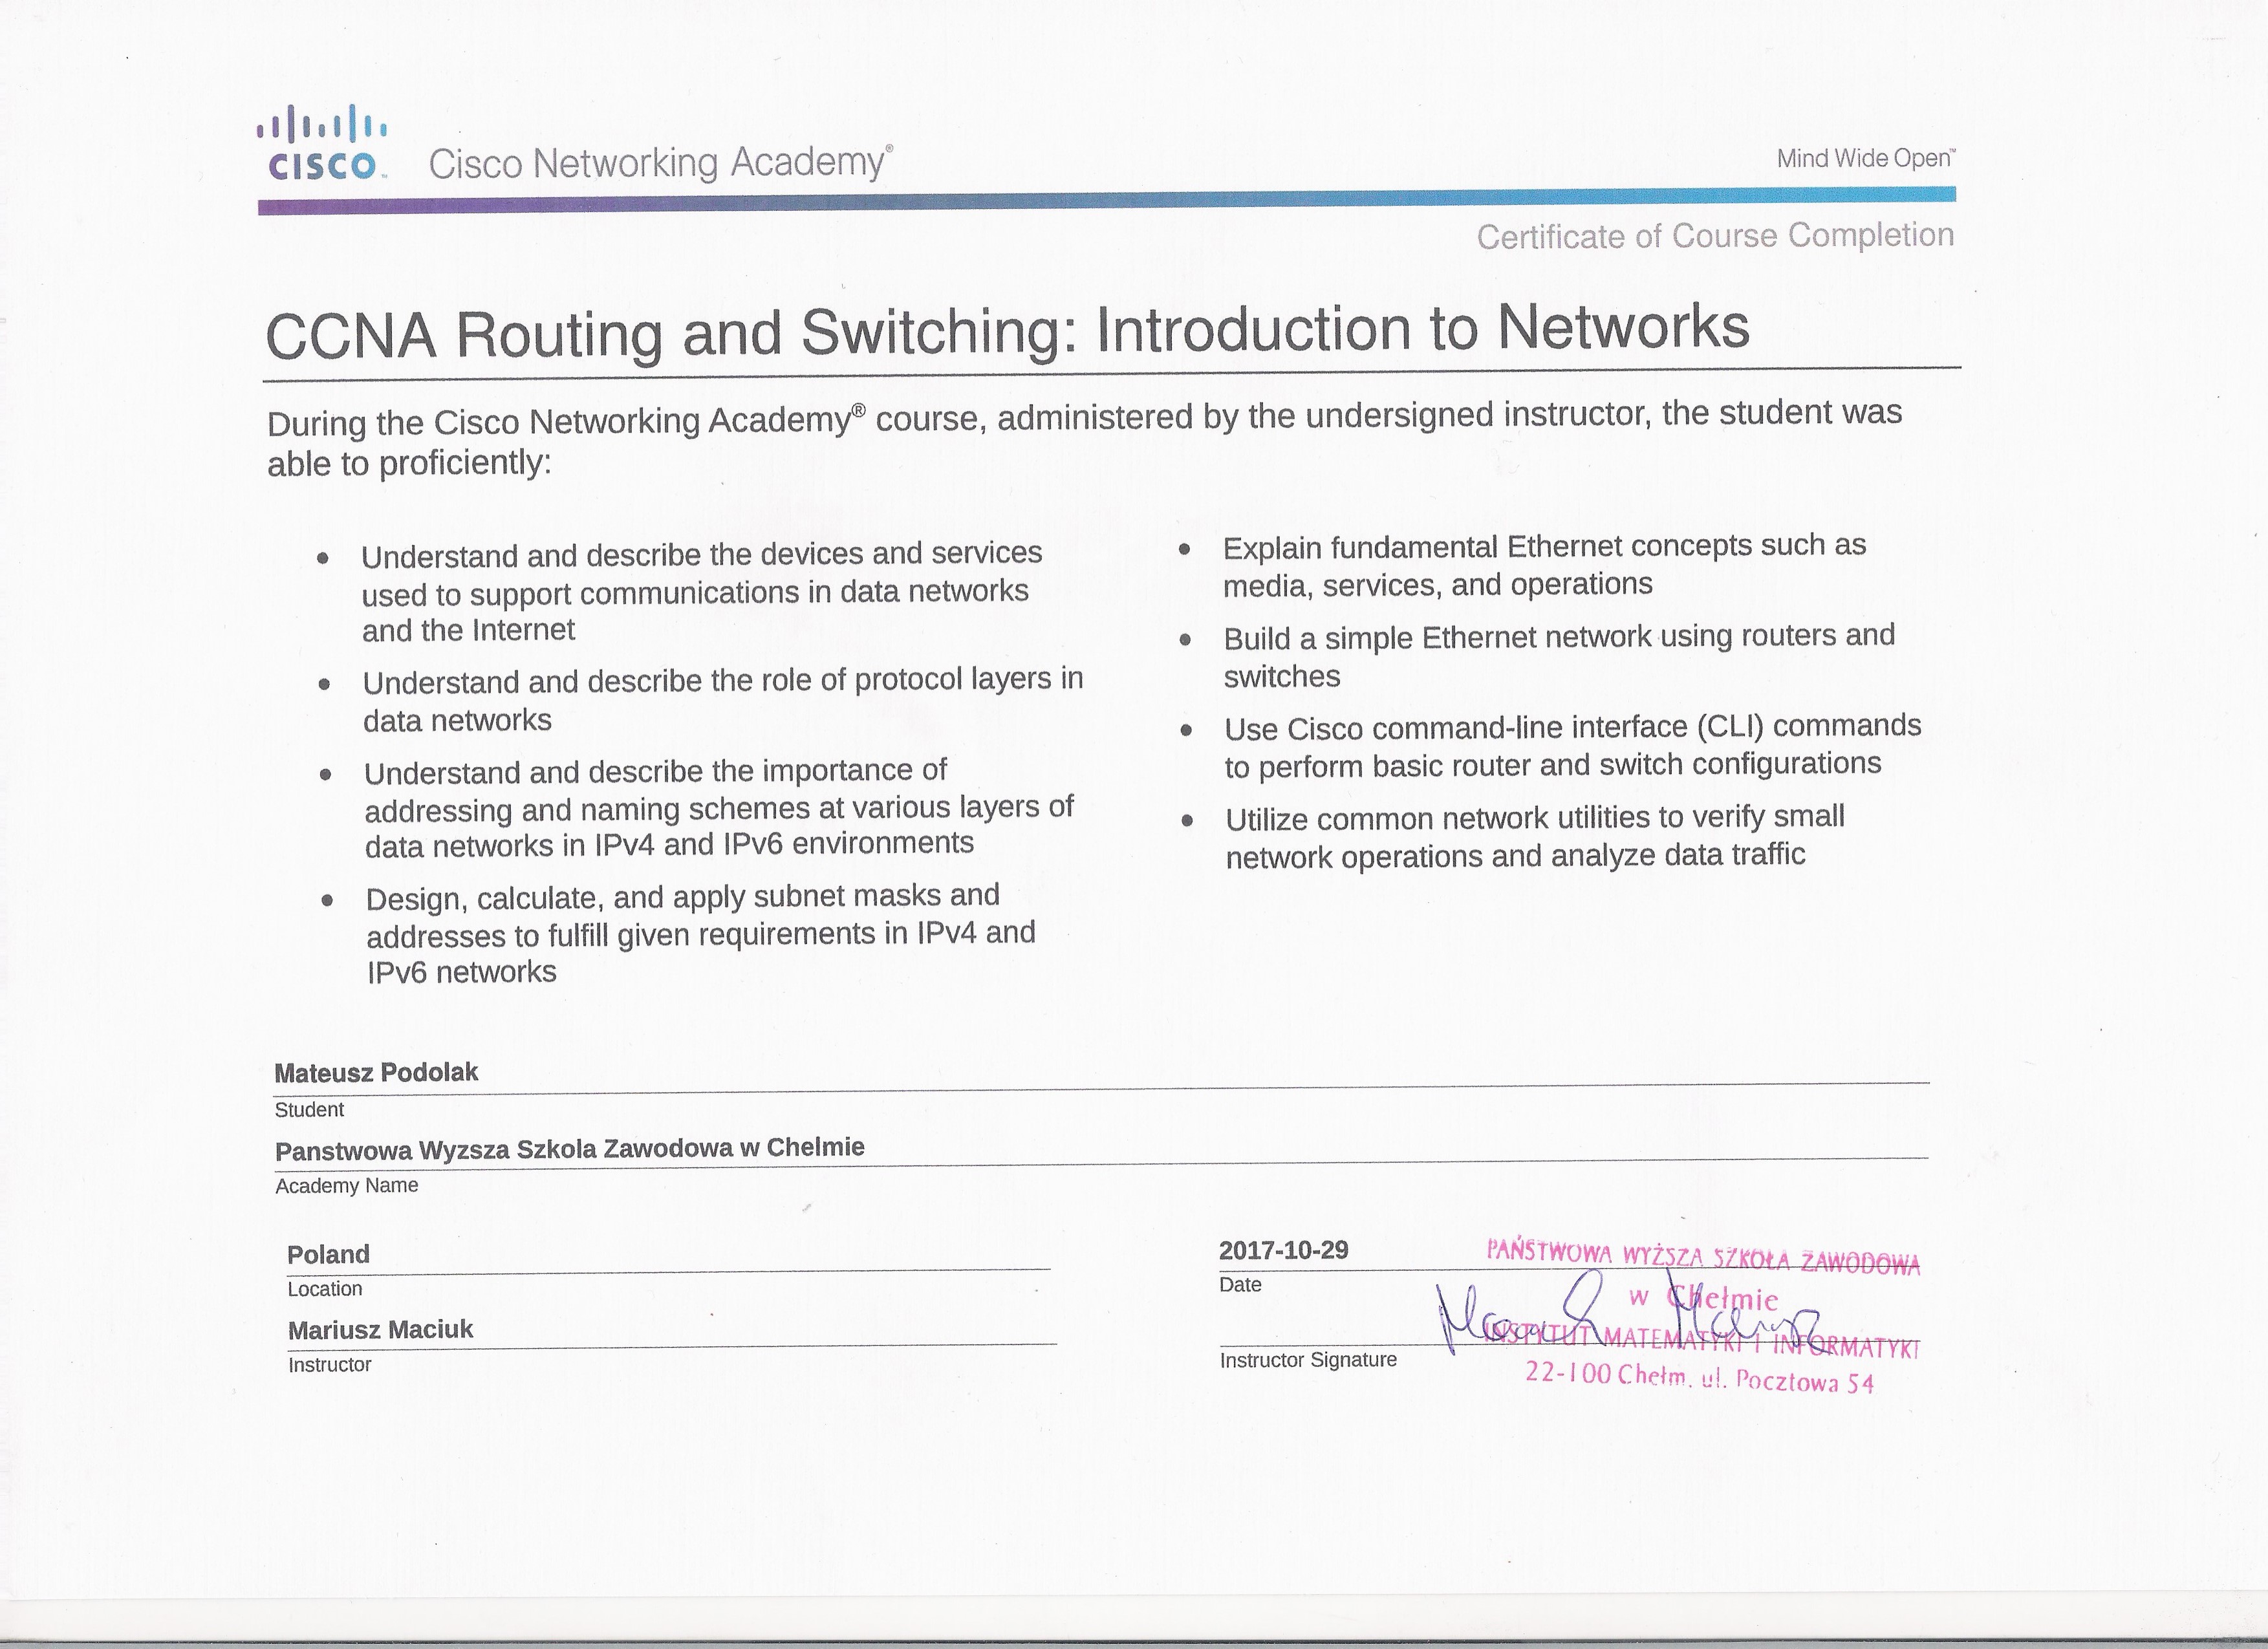 CISCO™ Cisco Networking Academy® Mind Wide Open™
Certificate of Course Completion
CCNA Routing and Switching: Introduction to Networks
During the Cisco Networking Academy® course, administered by the undersigned instructor, the student was
able to proficiently:
• Understand and describe the devices and services
used to support communications in data networks
and the Internet
• Understand and describe the role of protocol layers in
data networks
• Understand and describe the importance of
addressing and naming schemes at various layers of
data networks in IPv4 and IPv6 environments
• Design, calculate, and apply subnet masks and
addresses to fulfill given requirements in IPv4 and
IPv6 networks
• Explain fundamental Ethernet concepts such as
media, services, and operations
• Build a simple Ethernet network using routers and
switches
• Use Cisco command-line interface (CLI) commands
to perform basic router and switch configurations
• Utilize common network utilities to verify small
network operations and analyze data traffic
Mateusz Podolak
Student
Panstwowa Wyzsza Szkola Zawodowa w Chelmie
Academy Name
Poland
Location
Mariusz Maciuk
Instructor
2017-10-29
Date
Instructor Signature
PAŃSTWOWA WYŻSZA SZKOŁA ZAWODOWA
w Chełmie
INSTYTUT MATEMATYKI I INFORMATYKI
22-100 Chełm, ul. Pocztowa 54